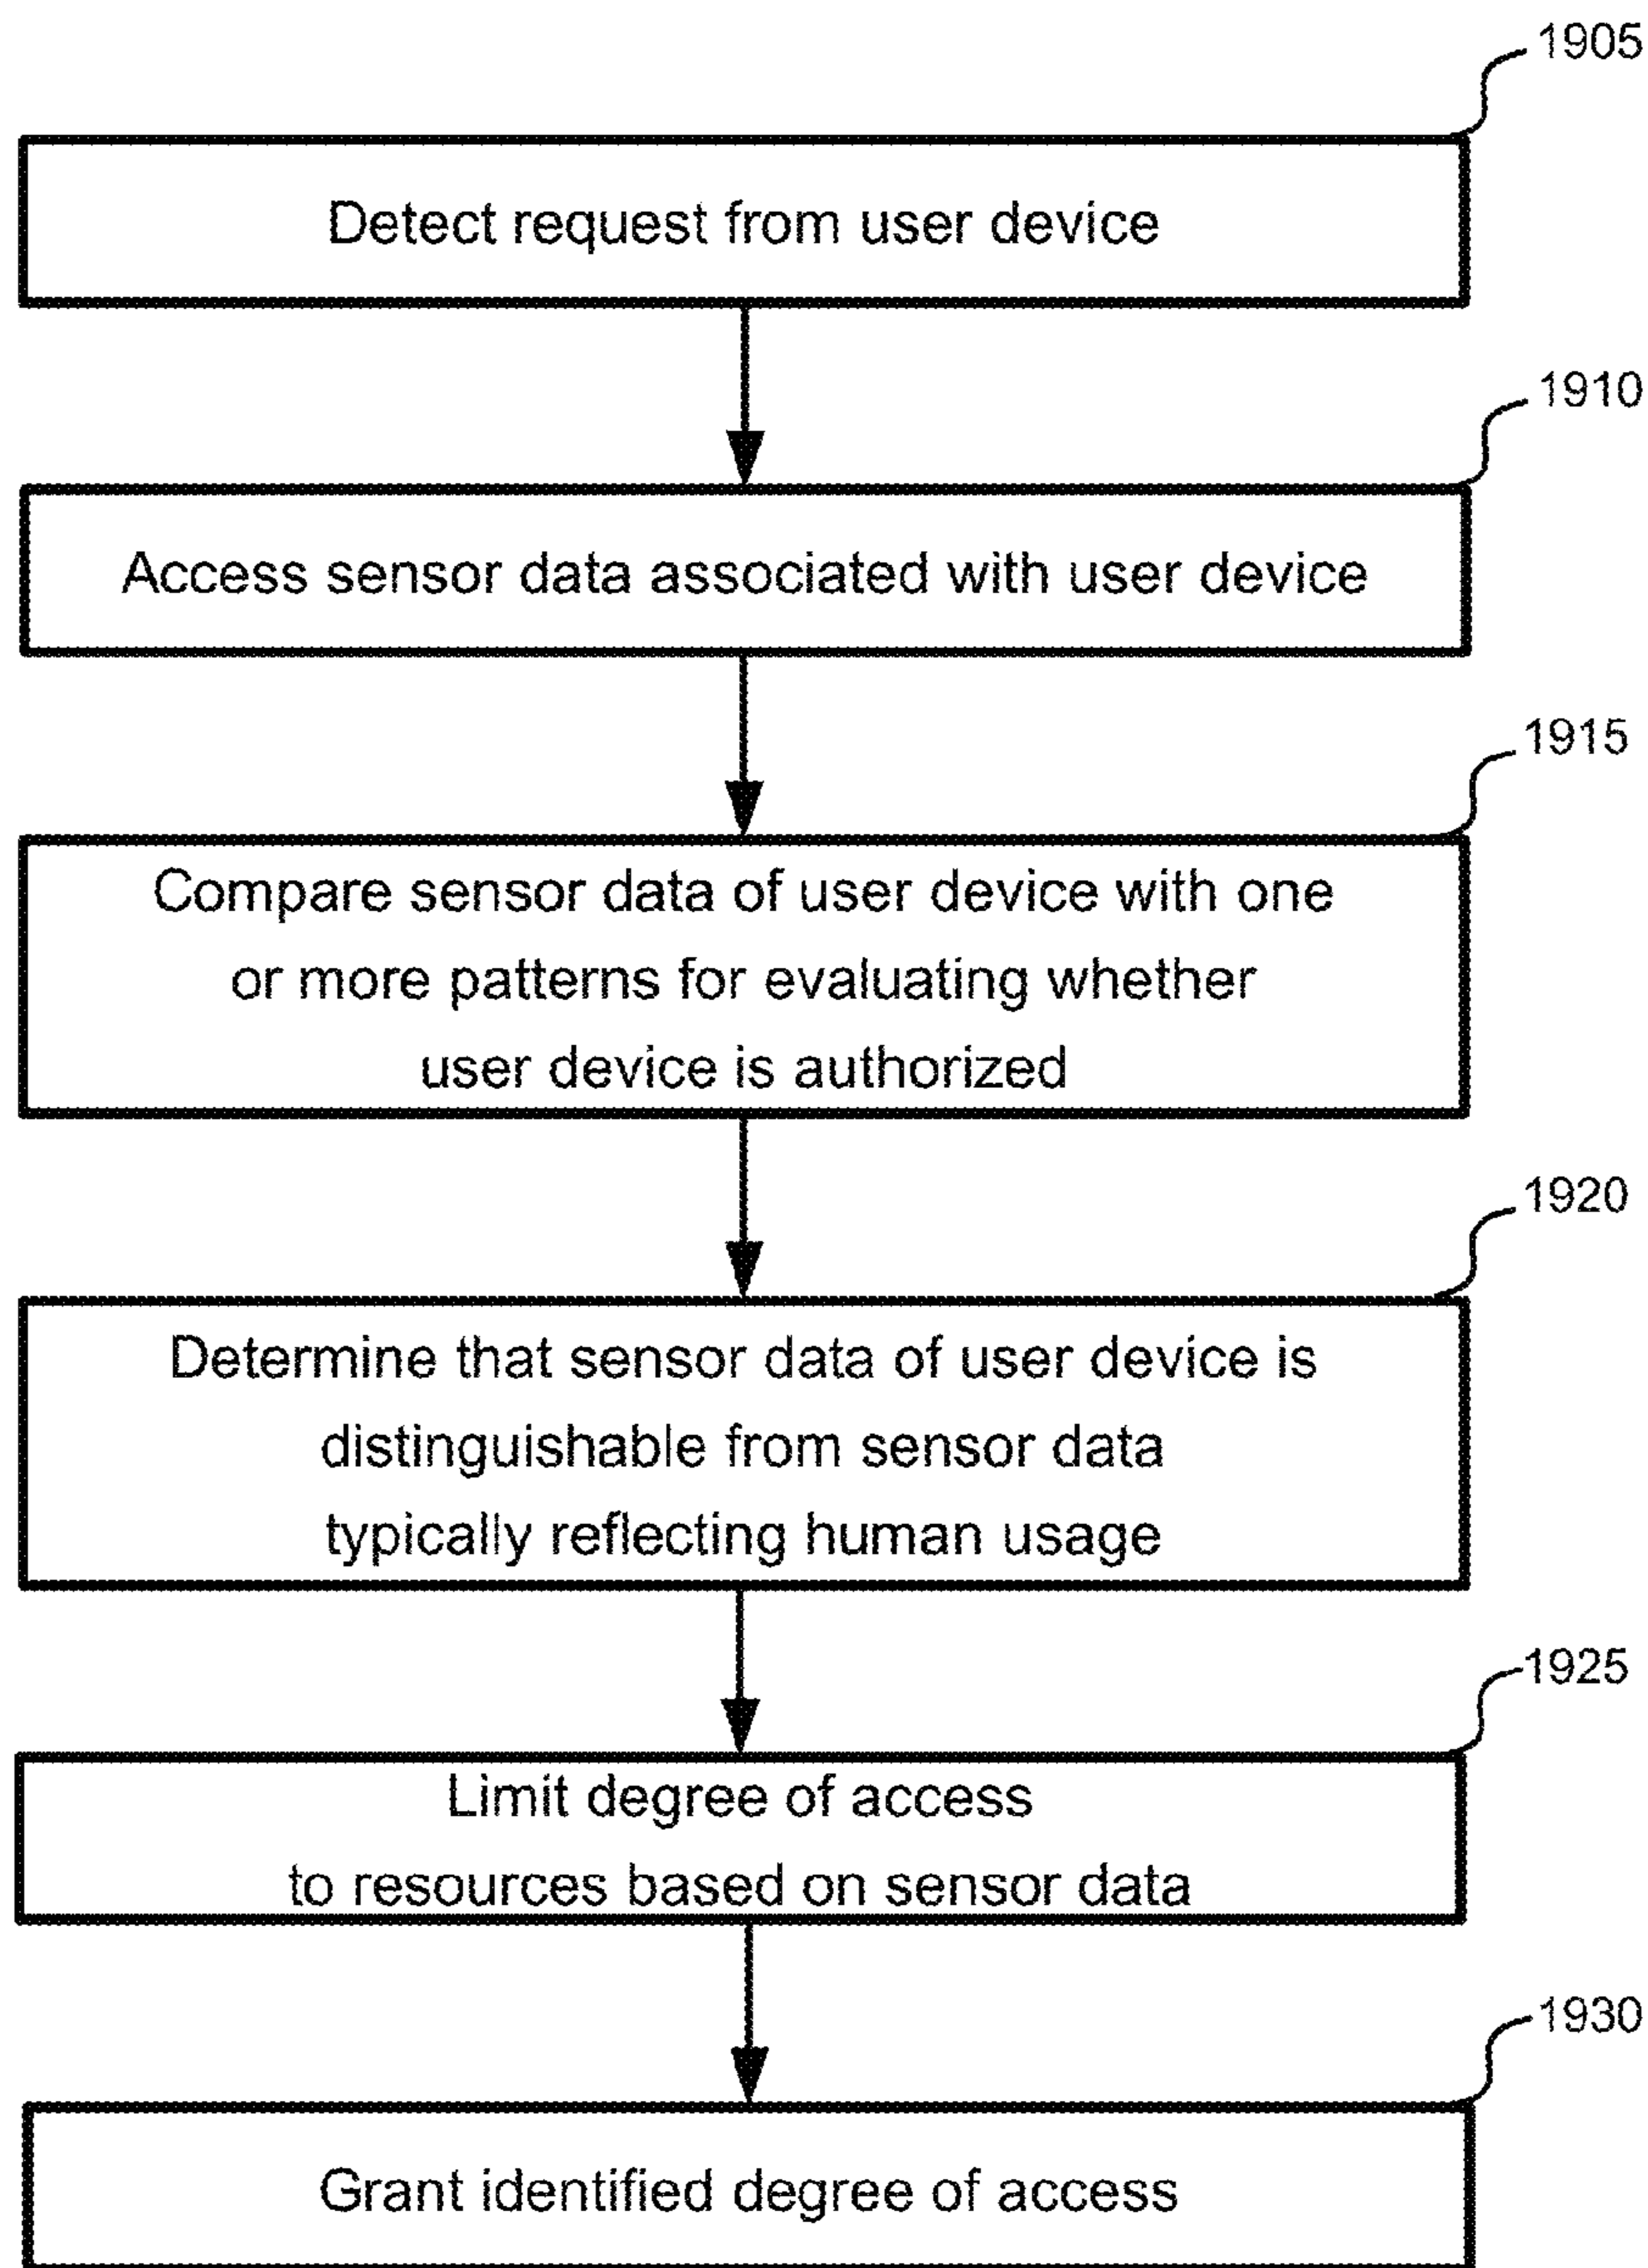 1905
Detect request from user device
1910
Access sensor data associated with user device
1915
Compare sensor data of user device with one
or more patterns for evaluating whether
user device is authorized
1920
Determine that sensor data of user device is
distinguishable from sensor data
typically reflecting human usage
1925
Limit degree of access
to resources based on sensor data
1930
Grant identified degree of access